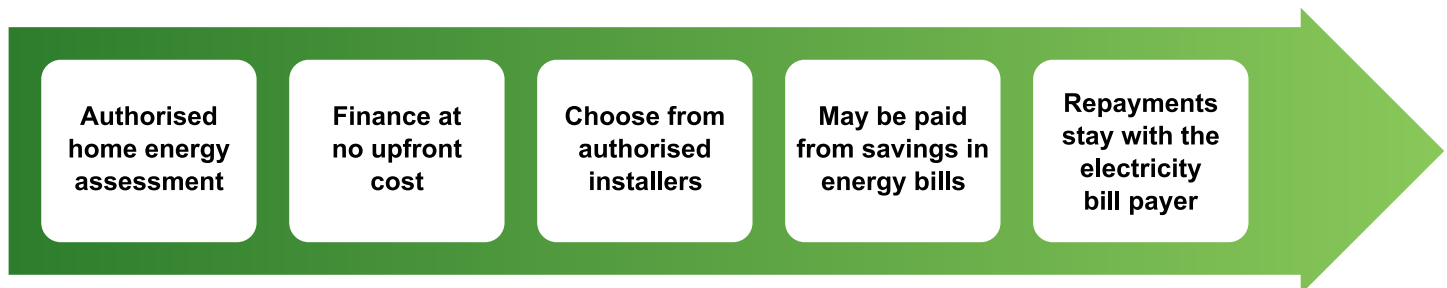 Authorised
home energy
assessment
Finance at
no upfront
cost
Choose from
authorised
installers
May be paid
from savings in
energy bills
Repayments
stay with the
electricity
bill payer